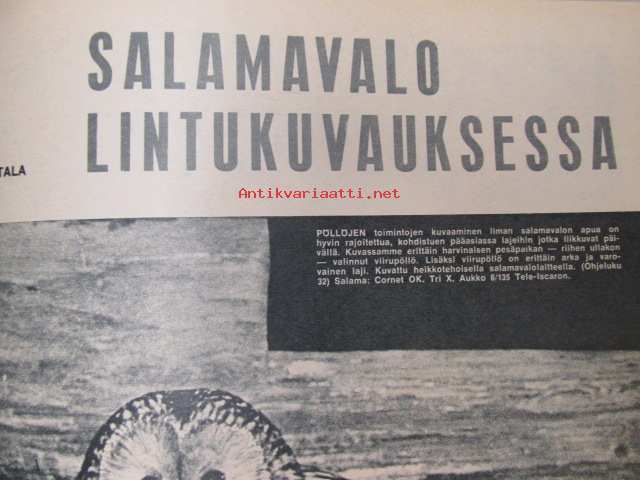 SALAMAVALO
LINTUKUVAUKSESSA
TALA
Antikvariaatti.net
PÖLLÖJEN toimintojen kuvaaminen ilman salamavalon apua on
hyvin rajoitettua, kohdistuen pääasiassa lajeihin jotka liikkuvat päi-
vällä. Kuvassamme erittäin harvinaisen pesäpaikan — riihen ullakon
— valinnut viirupöllö. Lisäksi viirupöllö on erittäin arka ja varo-
vainen laji. Kuvattu heikkotehoisella salamavalolaitteella. (Ohjeluku
32) Salama: Cornet OK. Tri X. Aukko 8/135 Tele-Iscaron.